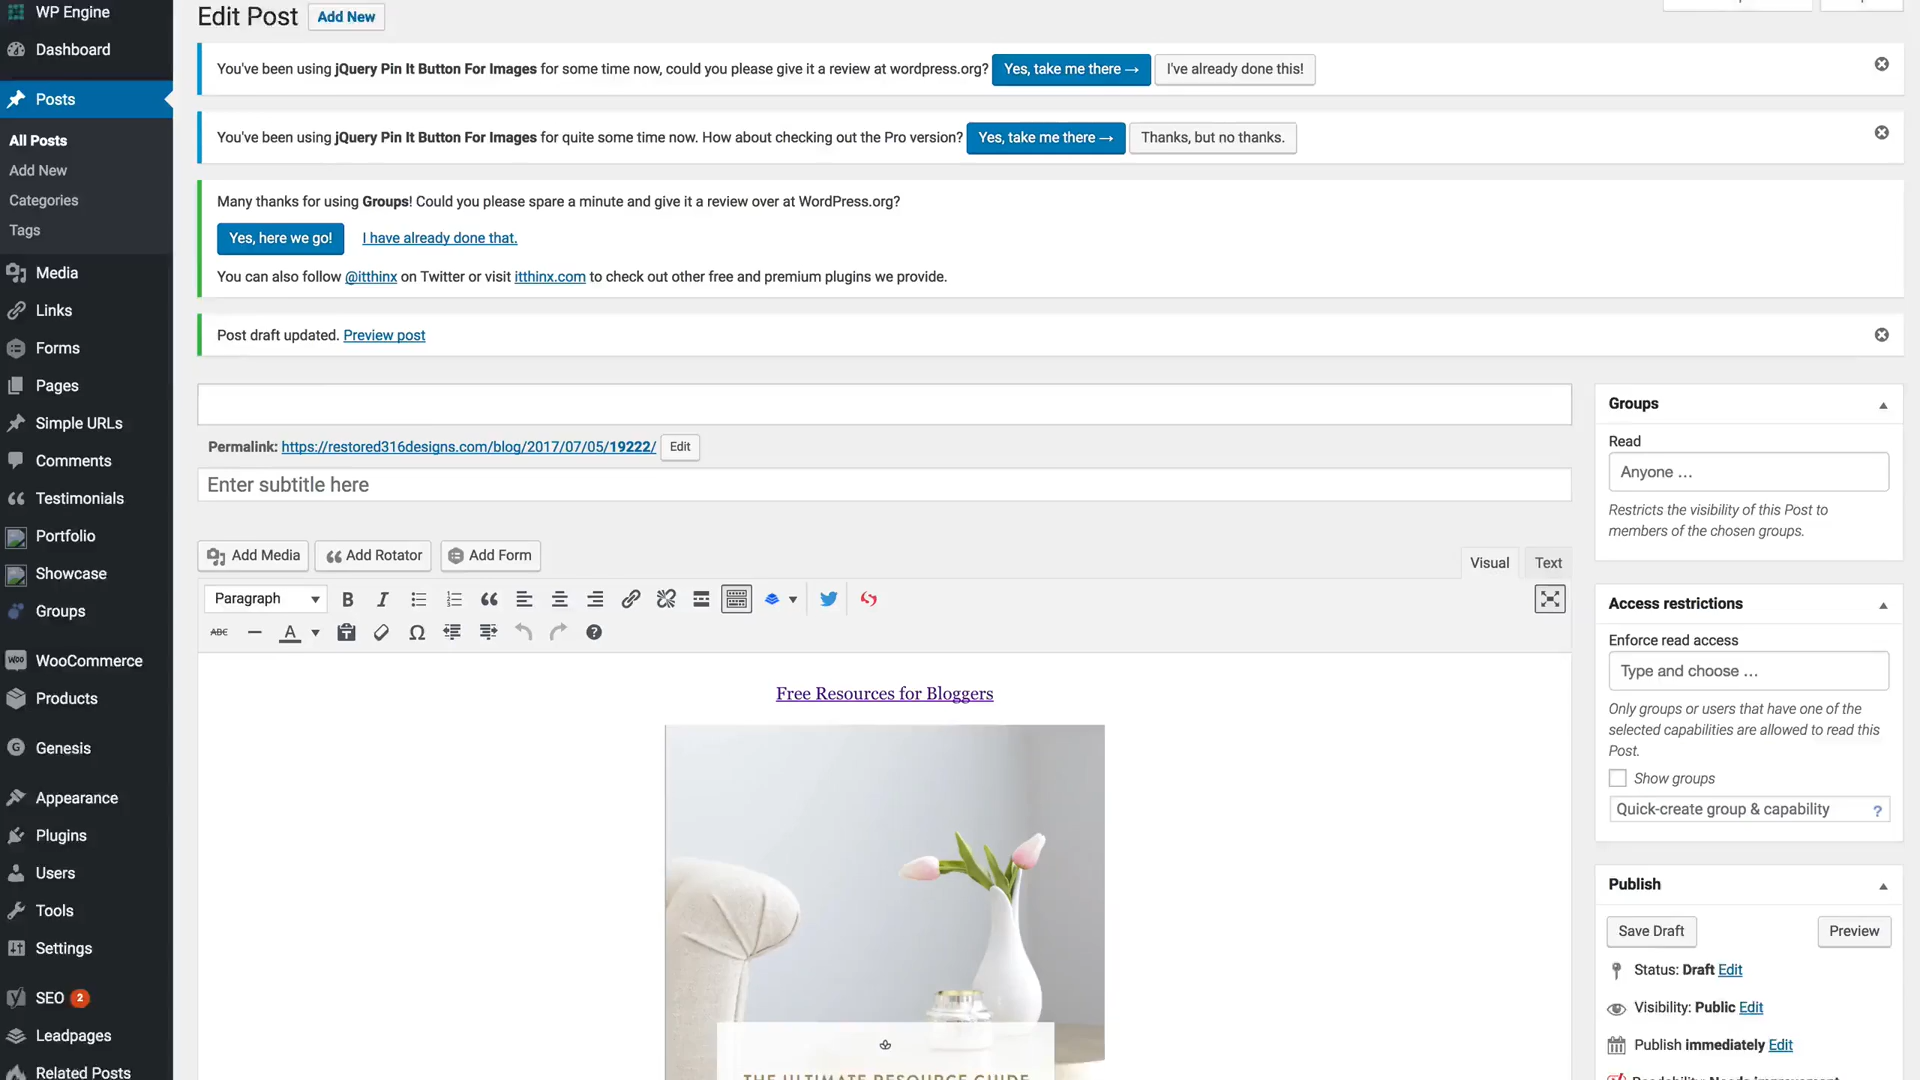 WP Engine
Dashboard
Posts
All Posts
Add New
Categories
Tags
Media
Links
Forms
Pages
Simple URLs
Comments
Testimonials
Portfolio
Showcase
Groups
WooCommerce
Products
Genesis
Appearance
Plugins
Users
Tools
Settings
SEO 2
Leadpages
Related Posts
Edit Post Add New
You've been using jQuery Pin It Button For Images for some time now, could you please give it a review at wordpress.org? Yes, take me there → I've already done this!
You've been using jQuery Pin It Button For Images for quite some time now. How about checking out the Pro version? Yes, take me there → Thanks, but no thanks.
Many thanks for using Groups! Could you please spare a minute and give it a review over at WordPress.org?
Yes, here we go! I have already done that.
You can also follow @itthinx on Twitter or visit itthinx.com to check out other free and premium plugins we provide.
Post draft updated. Preview post
Permalink: https://restored316designs.com/blog/2017/07/05/19222/ Edit
Enter subtitle here
Add Media Add Rotator Add Form
Visual Text
Paragraph B I
ABC A Ω
Free Resources for Bloggers
THE ULTIMATE RESOURCE GUIDE
Groups
Read
Anyone ...
Restricts the visibility of this Post to
members of the chosen groups.
Access restrictions
Enforce read access
Type and choose ...
Only groups or users that have one of the
selected capabilities are allowed to read this
Post.
Show groups
Quick-create group & capability ?
Publish
Save Draft Preview
Status: Draft Edit
Visibility: Public Edit
Publish immediately Edit
Readability: Needs improvement